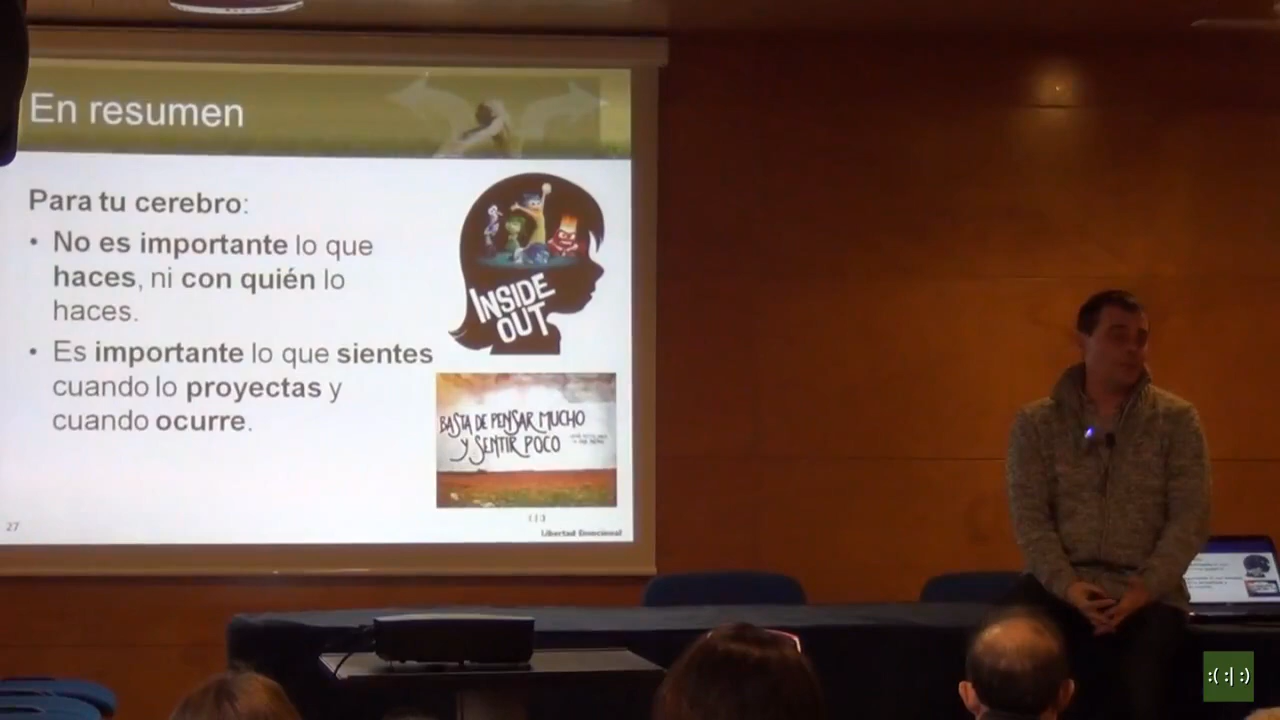 En resumen
Para tu cerebro:
• No es importante lo que
haces, ni con quién lo
haces.
• Es importante lo que sientes
cuando lo proyectas y
cuando ocurre.
INSIDE
OUT
BASTA DE PENSAR MUCHO
Y SENTIR POCO
27
Libertad Emocional
:( :| :)